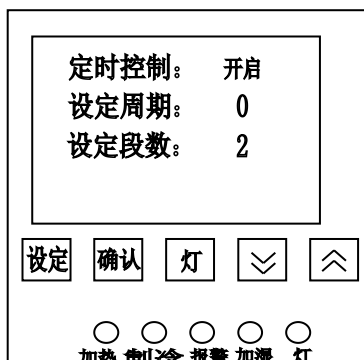 定时控制： 开启
设定周期： 0
设定段数： 2
设定 确认 灯
加热 制冷 报警 加湿 灯